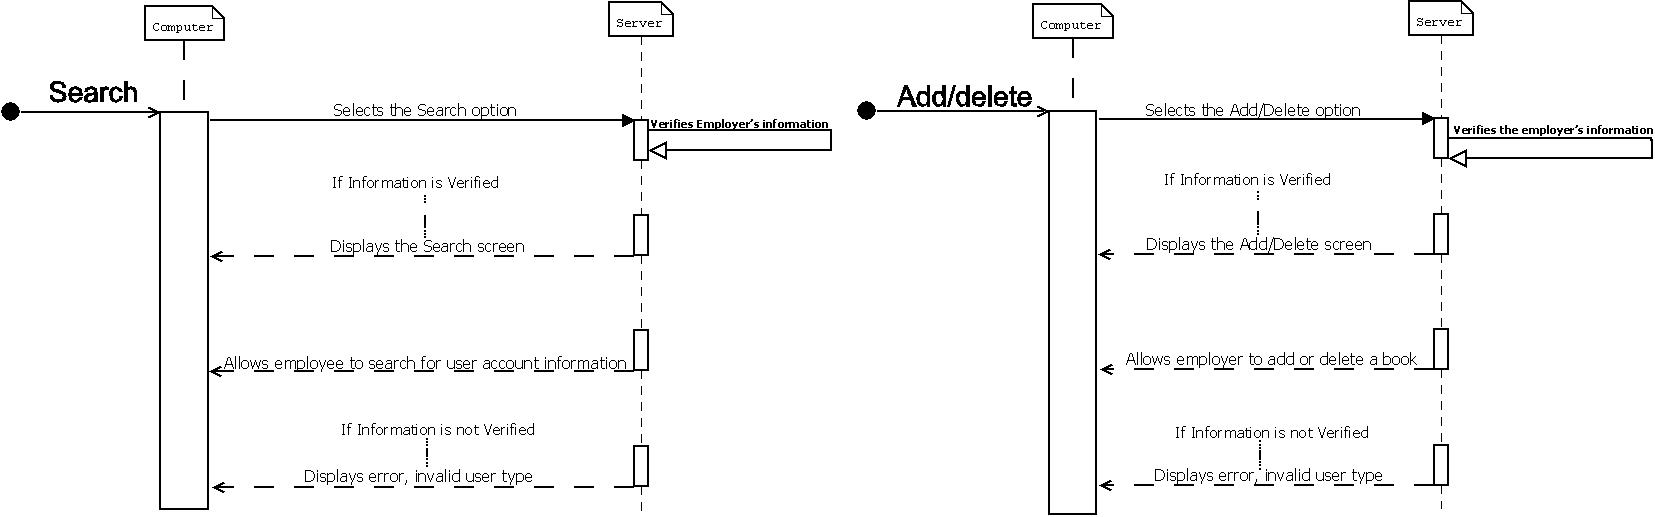 Computer
Server
Search
Selects the Search option
Verifies Employer's information
If Information is Verified
Displays the Search screen
Allows employee to search for user account information
If Information is not Verified
Displays error, invalid user type
Computer
Server
Add/delete
Selects the Add/Delete option
Verifies the employer's information
If Information is Verified
Displays the Add/Delete screen
Allows employer to add or delete a book
If Information is not Verified
Displays error, invalid user type